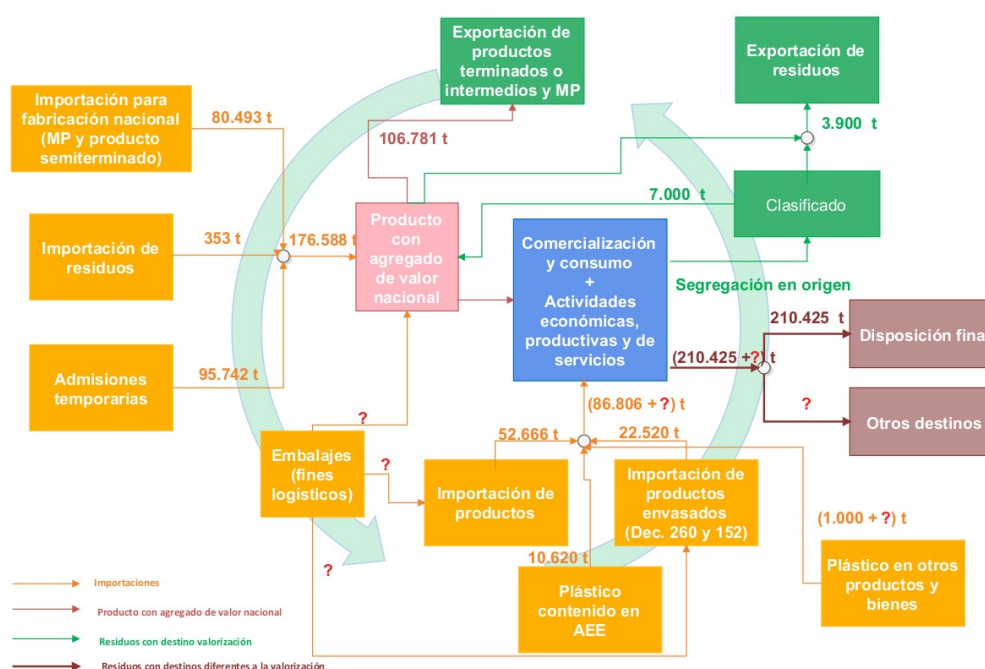 Exportación de
productos
terminados o
intermedios y MP
Exportación de
residuos
Importación para
fabricación nacional
(MP y producto
semiterminado)
80.493 t
106.781 t
3.900 t
7.000 t
Clasificado
Importación de
residuos
353 t
176.588 t
Producto
con
agregado
de valor
nacional
Comercialización
y consumo
+
Actividades
económicas,
productivas y de
servicios
Segregación en origen
210.425 t
Disposición final
(210.425 +?) t
Admisiones
temporarias
95.742 t
?
Otros destinos
(86.806 + ?) t
?
52.666 t
22.520 t
Embalajes
(fines
logísticos)
?
Importación de
productos
Importación de
productos
envasados
(Dec. 260 y 152)
(1.000 + ?) t
10.620 t
?
Plástico
contenido en
AEE
Plástico en otros
productos y
bienes
Importaciones
Producto con agregado de valor nacional
Residuos con destino valorización
Residuos con destinos diferentes a la valorización